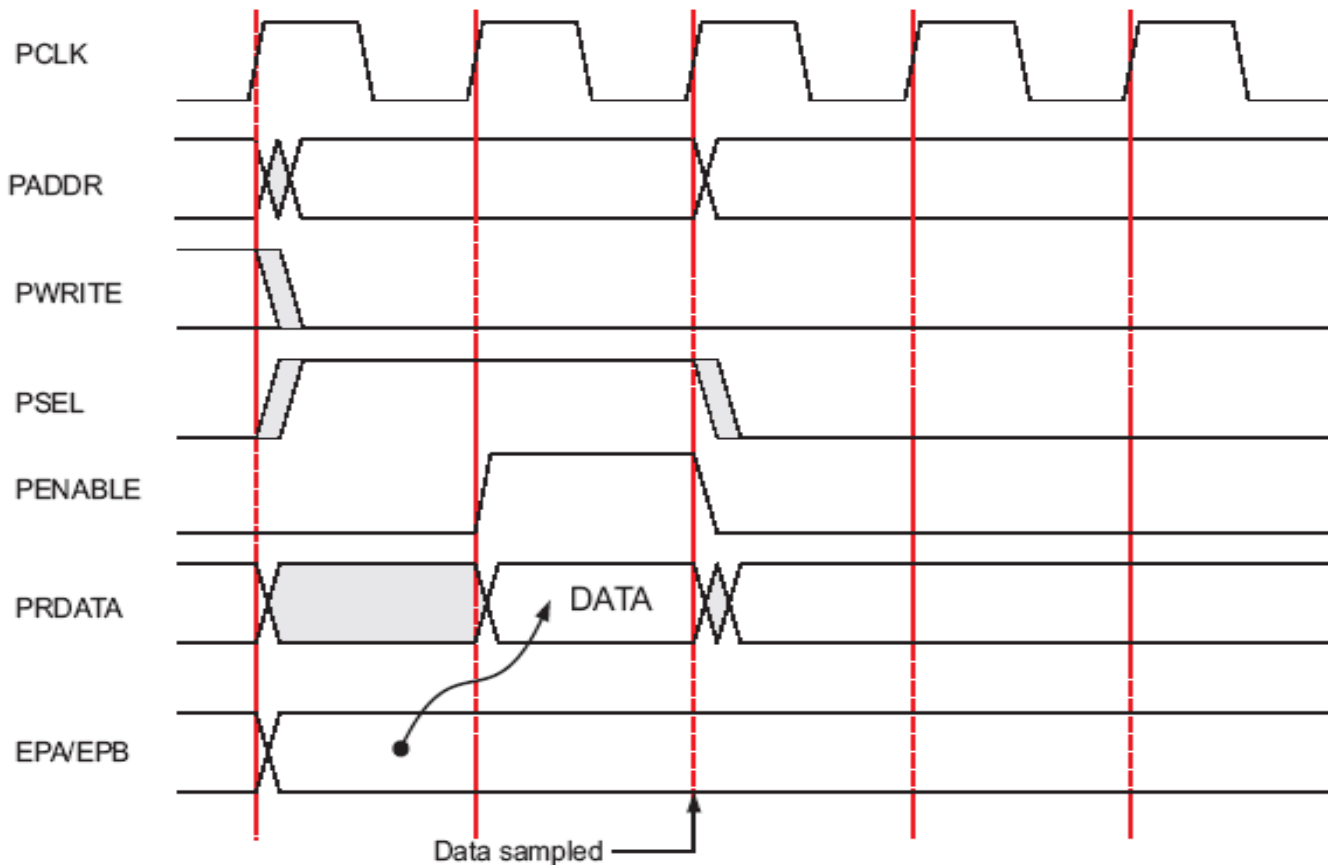 PCLK
PADDR
PWRITE
PSEL
PENABLE
PRDATA
DATA
EPA/EPB
Data sampled